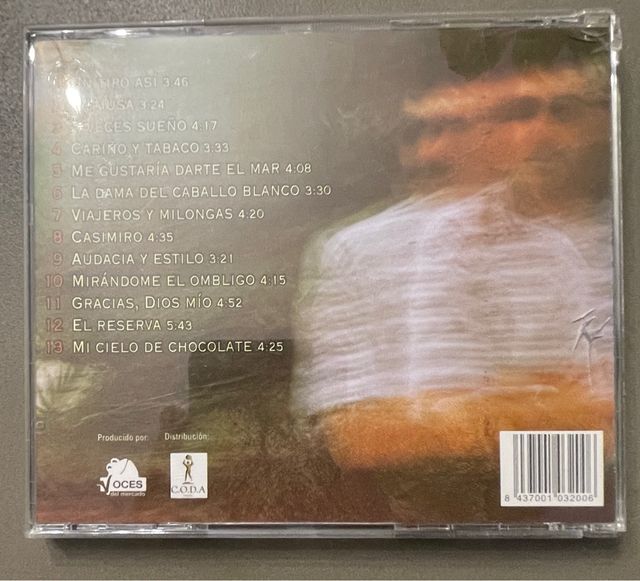 TIRO ASÍ 3:46
3:24
SUEÑO 4:17
4 CARIÑO Y TABACO 3:33
5 ME GUSTARÍA DARTE EL MAR 4:08
6 LA DAMA DEL CABALLO BLANCO 3:30
7 VIAJEROS Y MILONGAS 4:20
8 CASIMIRO 4:35
9 AUDACIA Y ESTILO 3:21
10 MIRÁNDOME EL OMBLIGO 4:15
11 GRACIAS, DIOS MÍO 4:52
12 EL RESERVA 5:43
13 MI CIELO DE CHOCOLATE 4:25
Producido por: Distribución:
VOCES
del mercado
C.O.D.A
8 437001 032006